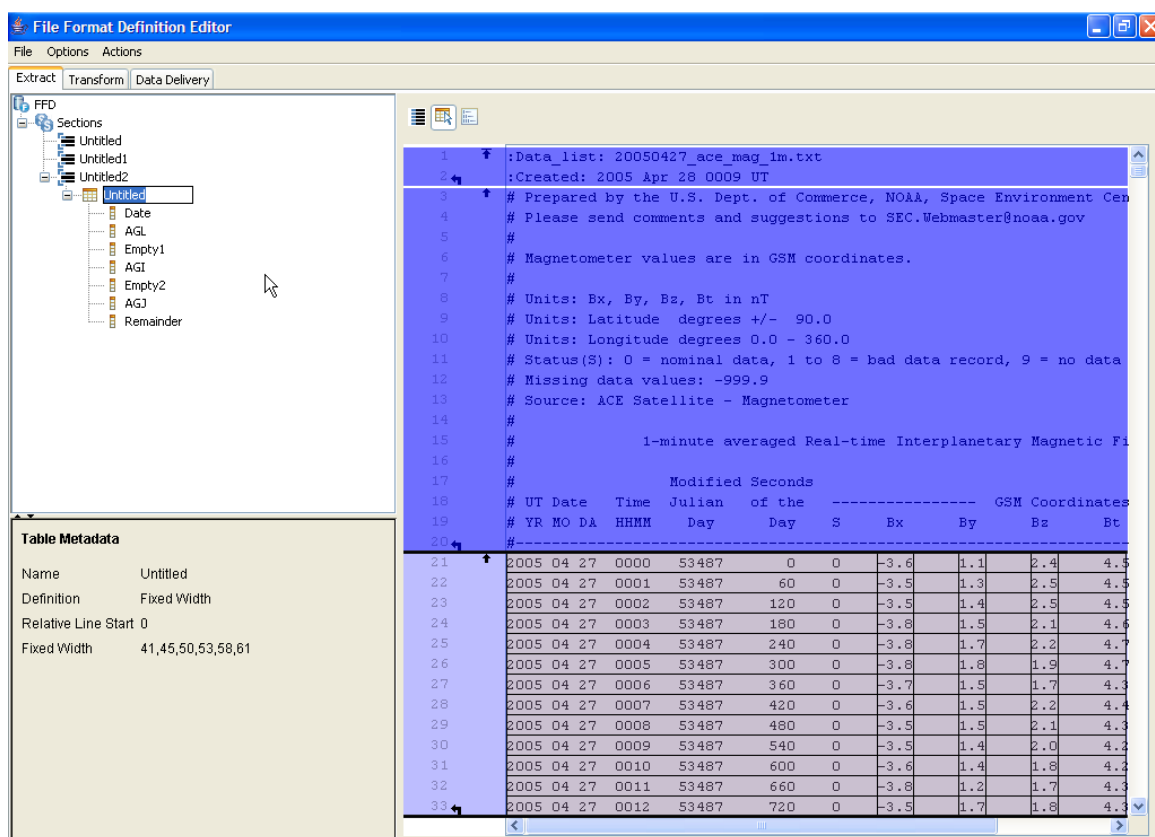 File Format Definition Editor
File Options Actions
Extract Transform Data Delivery
FFD
Sections
Untitled
Untitled1
Untitled2
Untitled
Date
AGL
Empty1
AGI
Empty2
AGJ
Remainder
Table Metadata
Name Untitled
Definition Fixed Width
Relative Line Start 0
Fixed Width 41,45,50,53,58,61
1 :Data_list: 20050427_ace_mag_1m.txt
2 :Created: 2005 Apr 28 0009 UT
3 # Prepared by the U.S. Dept. of Commerce, NOAA, Space Environment Cen
4 # Please send comments and suggestions to SEC.Webmaster@noaa.gov
5 #
6 # Magnetometer values are in GSM coordinates.
7 #
8 # Units: Bx, By, Bz, Bt in nT
9 # Units: Latitude degrees +/- 90.0
10 # Units: Longitude degrees 0.0 - 360.0
11 # Status(S): 0 = nominal data, 1 to 8 = bad data record, 9 = no data
12 # Missing data values: -999.9
13 # Source: ACE Satellite - Magnetometer
14 #
15 # 1-minute averaged Real-time Interplanetary Magnetic Fi
16 #
17 # Modified Seconds
18 # UT Date Time Julian of the ---------------- GSM Coordinates
19 # YR MO DA HHMM Day Day S Bx By Bz Bt
20 #--------------------------------------------------------------------
21 2005 04 27 0000 53487 0 0 -3.6 1.1 2.4 4.5
22 2005 04 27 0001 53487 60 0 -3.5 1.3 2.5 4.5
23 2005 04 27 0002 53487 120 0 -3.5 1.4 2.5 4.5
24 2005 04 27 0003 53487 180 0 -3.8 1.5 2.1 4.6
25 2005 04 27 0004 53487 240 0 -3.8 1.7 2.2 4.7
26 2005 04 27 0005 53487 300 0 -3.8 1.8 1.9 4.7
27 2005 04 27 0006 53487 360 0 -3.7 1.5 1.7 4.3
28 2005 04 27 0007 53487 420 0 -3.6 1.5 2.2 4.4
29 2005 04 27 0008 53487 480 0 -3.5 1.5 2.1 4.3
30 2005 04 27 0009 53487 540 0 -3.5 1.4 2.0 4.2
31 2005 04 27 0010 53487 600 0 -3.6 1.4 1.8 4.2
32 2005 04 27 0011 53487 660 0 -3.8 1.2 1.7 4.3
33 2005 04 27 0012 53487 720 0 -3.5 1.7 1.8 4.3